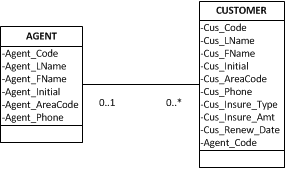 AGENT
-Agent_Code
-Agent_LName
-Agent_FName
-Agent_Initial
-Agent_AreaCode
-Agent_Phone
0..1
0..*
CUSTOMER
-Cus_Code
-Cus_LName
-Cus_FName
-Cus_Initial
-Cus_AreaCode
-Cus_Phone
-Cus_Insure_Type
-Cus_Insure_Amt
-Cus_Renew_Date
-Agent_Code